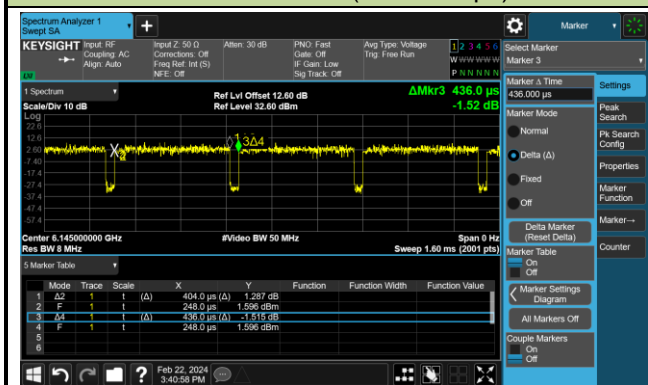 Spectrum Analyzer 1
Swept SA
Marker
KEYSIGHT
Input: RF
Coupling: AC
Align: Auto
Input Z: 50 Ω
Corrections: Off
Freq Ref: Int (S)
NFE: Off
Atten: 30 dB
PNO: Fast
Gate: Off
IF Gain: Low
Sig Track: Off
Avg Type: Voltage
Trig: Free Run
1 2 3 4 5 6
W W W W W W
P N N N N N
LW
Select Marker
Marker 3
1 Spectrum
Ref Lvl Offset 12.60 dB
Ref Level 32.60 dBm
ΔMkr3 436.0 µs
-1.52 dB
Scale/Div 10 dB
Log
22.6
12.6
2.60
-7.40
-17.4
-27.4
-37.4
-47.4
-57.4
X2
1
3Δ4
Center 6.145000000 GHz
Res BW 8 MHz
#Video BW 50 MHz
Span 0 Hz
Sweep 1.60 ms (2001 pts)
5 Marker Table
Mode Trace Scale X Y Function Function Width Function Value
1 Δ2 1 t (Δ) 404.0 µs (Δ) 1.287 dB
2 F 1 t 248.0 µs 1.596 dBm
3 Δ4 1 t (Δ) 436.0 µs (Δ) -1.515 dB
4 F 1 t 248.0 µs 1.596 dBm
5
6
Marker Δ Time
436.000 µs
Marker Mode
Normal
Delta (Δ)
Fixed
Off
Delta Marker
(Reset Delta)
Marker Table
On
Off
Marker Settings
Diagram
All Markers Off
Couple Markers
On
Off
Settings
Peak
Search
Pk Search
Config
Properties
Marker
Function
Marker→
Counter
?
Feb 22, 2024
3:40:58 PM